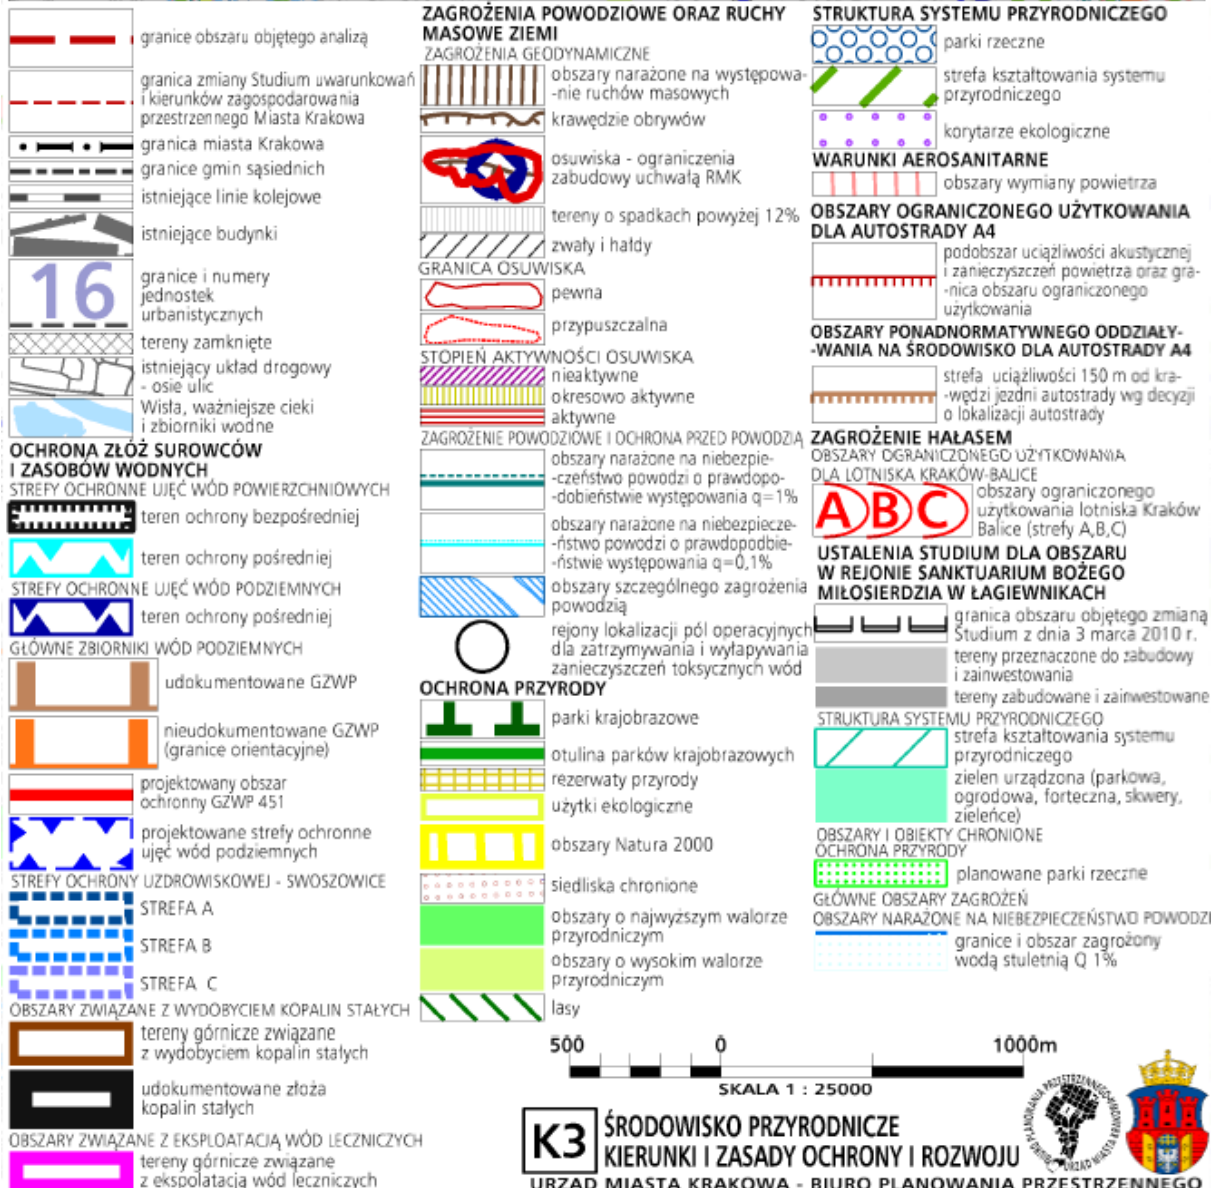 granice obszaru objętego analizą
granica zmiany Studium uwarunkowań
i kierunków zagospodarowania
przestrzennego Miasta Krakowa
granica miasta Krakowa
granice gmin sąsiednich
istniejące linie kolejowe
istniejące budynki
16
granice i numery
jednostek
urbanistycznych
tereny zamknięte
istniejący układ drogowy
- osie ulic
Wisła, ważniejsze cieki
i zbiorniki wodne
OCHRONA ZŁÓŻ SUROWCÓW
I ZASOBÓW WODNYCH
STREFY OCHRONNE UJĘĆ WÓD POWIERZCHNIOWYCH
teren ochrony bezpośredniej
teren ochrony pośredniej
STREFY OCHRONNE UJĘĆ WÓD PODZIEMNYCH
teren ochrony pośredniej
GŁÓWNE ZBIORNIKI WÓD PODZIEMNYCH
udokumentowane GZWP
nieudokumentowane GZWP
(granice orientacyjne)
projektowany obszar
ochronny GZWP 451
projektowane strefy ochronne
ujęć wód podziemnych
STREFY OCHRONY UZDROWISKOWEJ - SWOSZOWICE
STREFA A
STREFA B
STREFA C
OBSZARY ZWIĄZANE Z WYDOBYCIEM KOPALIN STAŁYCH
tereny górnicze związane
z wydobyciem kopalin stałych
udokumentowane złoża
kopalin stałych
OBSZARY ZWIĄZANE Z EKSPLOATACJĄ WÓD LECZNICZYCH
tereny górnicze związane
z ekspolatacją wód leczniczych
ZAGROŻENIA POWODZIOWE ORAZ RUCHY
MASOWE ZIEMI
ZAGROŻENIA GEODYNAMICZNE
obszary narażone na występowa-
-nie ruchów masowych
krawędzie obrywów
osuwiska - ograniczenia
zabudowy uchwałą RMK
tereny o spadkach powyżej 12%
zwały i hałdy
GRANICA OSUWISKA
pewna
przypuszczalna
STOPIEŃ AKTYWNOŚCI OSUWISKA
nieaktywne
okresowo aktywne
aktywne
ZAGROŻENIE POWODZIOWE I OCHRONA PRZED POWODZIĄ
obszary narażone na niebezpie-
-czeństwo powodzi o prawdopo-
-dobieństwie występowania q=1%
obszary narażone na niebezpiecze-
-ństwo powodzi o prawdopodbie-
-ństwie występowania q=0,1%
obszary szczególnego zagrożenia
powodzią
rejony lokalizacji pól operacyjnych
dla zatrzymywania i wyłapywania
zanieczyszczeń toksycznych wód
OCHRONA PRZYRODY
parki krajobrazowe
otulina parków krajobrazowych
rezerwaty przyrody
użytki ekologiczne
obszary Natura 2000
siedliska chronione
obszary o najwyższym walorze
przyrodniczym
obszary o wysokim walorze
przyrodniczym
lasy
STRUKTURA SYSTEMU PRZYRODNICZEGO
parki rzeczne
strefa kształtowania systemu
przyrodniczego
korytarze ekologiczne
WARUNKI AEROSANITARNE
obszary wymiany powietrza
OBSZARY OGRANICZONEGO UŻYTKOWANIA
DLA AUTOSTRADY A4
podobszar uciążliwości akustycznej
i zanieczyszczeń powietrza oraz gra-
-nica obszaru ograniczonego
użytkowania
OBSZARY PONADNORMATYWNEGO ODDZIAŁY-
-WANIA NA ŚRODOWISKO DLA AUTOSTRADY A4
strefa uciążliwości 150 m od kra-
-wędzi jezdni autostrady wg decyzji
o lokalizacji autostrady
ZAGROŻENIE HAŁASEM
OBSZARY OGRANICZONEGO UŻYTKOWANIA
DLA LOTNISKA KRAKÓW-BALICE
A B C
obszary ograniczonego
użytkowania lotniska Kraków
Balice (strefy A,B,C)
USTALENIA STUDIUM DLA OBSZARU
W REJONIE SANKTUARIUM BOŻEGO
MIŁOSIERDZIA W ŁAGIEWNIKACH
granica obszaru objętego zmianą
Studium z dnia 3 marca 2010 r.
tereny przeznaczone do zabudowy
i zainwestowania
tereny zabudowane i zainwestowane
STRUKTURA SYSTEMU PRZYRODNICZEGO
strefa kształtowania systemu
przyrodniczego
zielen urządzona (parkowa,
ogrodowa, forteczna, skwery,
zieleńce)
OBSZARY I OBIEKTY CHRONIONE
OCHRONA PRZYRODY
planowane parki rzeczne
GŁÓWNE OBSZARY ZAGROŻEŃ
OBSZARY NARAŻONE NA NIEBEZPIECZEŃSTWO POWODZI
granice i obszar zagrożony
wodą stuletnią Q 1%
500 0 1000m
SKALA 1 : 25000
K3
ŚRODOWISKO PRZYRODNICZE
KIERUNKI I ZASADY OCHRONY I ROZWOJU
URZĄD MIASTA KRAKOWA - BIURO PLANOWANIA PRZESTRZENNEGO